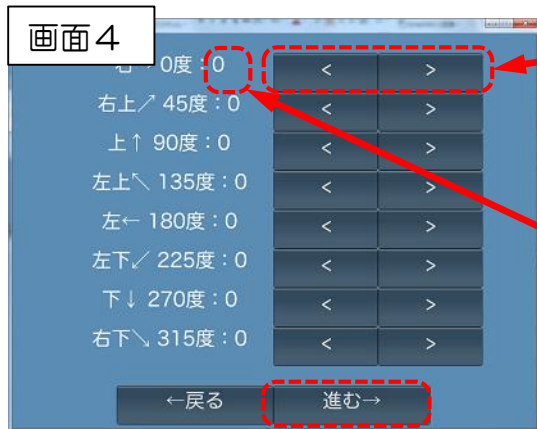 画面４
右→ 0度：0 < >
右上↗ 45度：0 < >
上↑ 90度：0 < >
左上↖ 135度：0 < >
左← 180度：0 < >
左下↙ 225度：0 < >
下↓ 270度：0 < >
右下↘ 315度：0 < >
←戻る 進む→